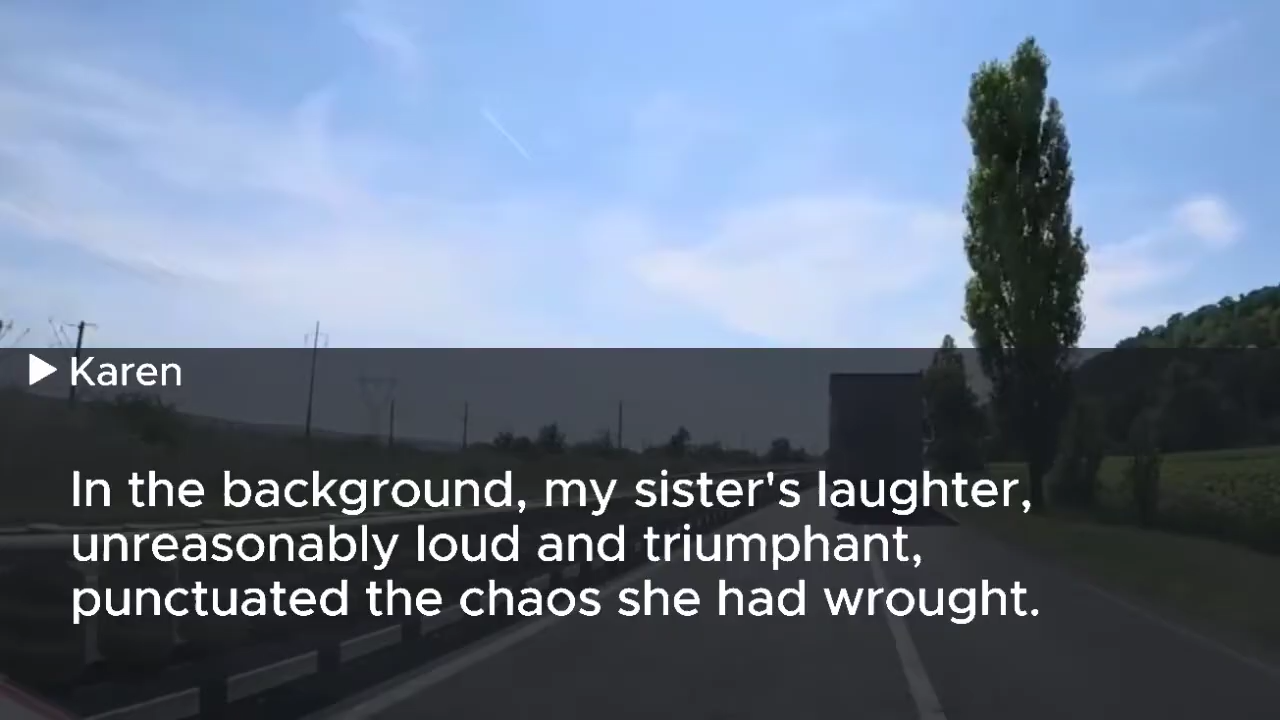 Karen
In the background, my sister's laughter,
unreasonably loud and triumphant,
punctuated the chaos she had wrought.